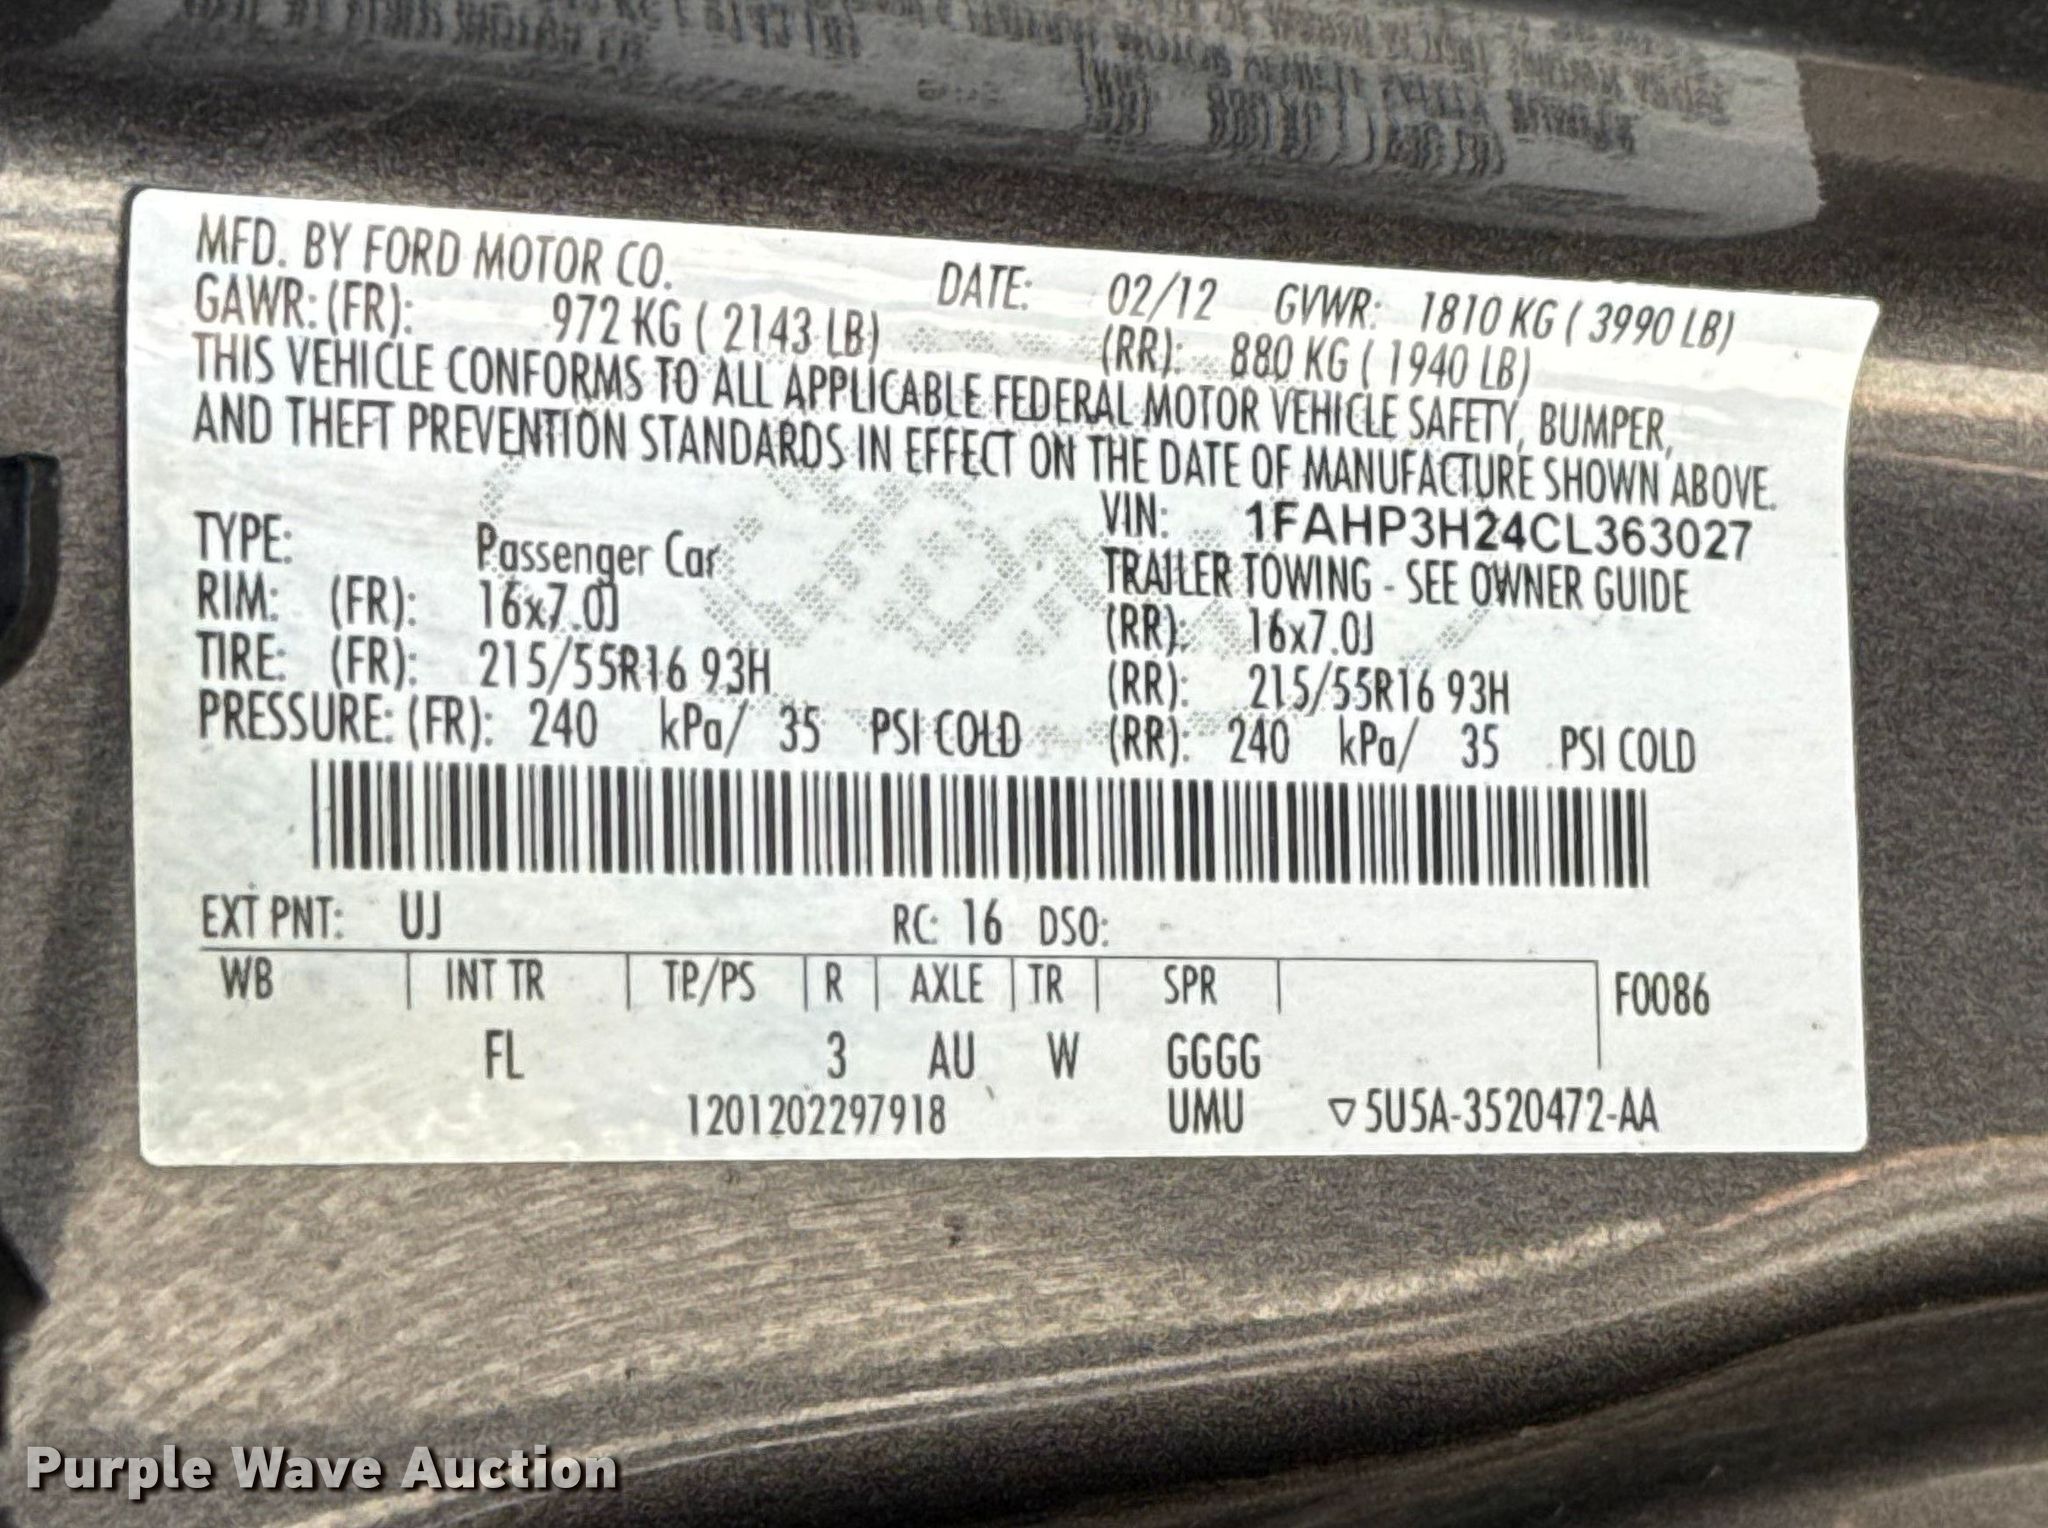 MFD. BY FORD MOTOR CO.
DATE: 02/12 GVWR: 1810 KG ( 3990 LB)
GAWR: (FR): 972 KG ( 2143 LB) (RR): 880 KG ( 1940 LB)
THIS VEHICLE CONFORMS TO ALL APPLICABLE FEDERAL MOTOR VEHICLE SAFETY, BUMPER,
AND THEFT PREVENTION STANDARDS IN EFFECT ON THE DATE OF MANUFACTURE SHOWN ABOVE.
VIN: 1FAHP3H24CL363027
TYPE: Passenger Car TRAILER TOWING - SEE OWNER GUIDE
RIM: (FR): 16x7.0J (RR): 16x7.0J
TIRE: (FR): 215/55R16 93H (RR): 215/55R16 93H
PRESSURE: (FR): 240 kPa/ 35 PSI COLD (RR): 240 kPa/ 35 PSI COLD
EXT PNT: UJ RC: 16 DSO:
WB INT TR TP/PS R AXLE TR SPR F0086
FL 3 AU W GGGG
1201202297918 UMU ▽5U5A-3520472-AA
Purple Wave Auction